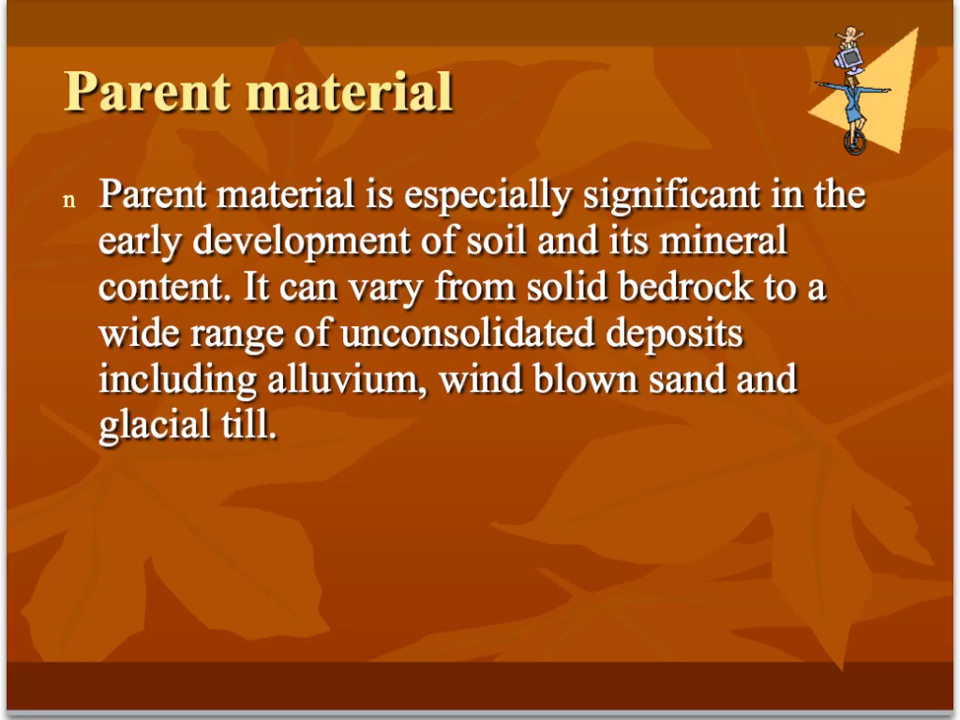 Parent material
n Parent material is especially significant in the
early development of soil and its mineral
content. It can vary from solid bedrock to a
wide range of unconsolidated deposits
including alluvium, wind blown sand and
glacial till.